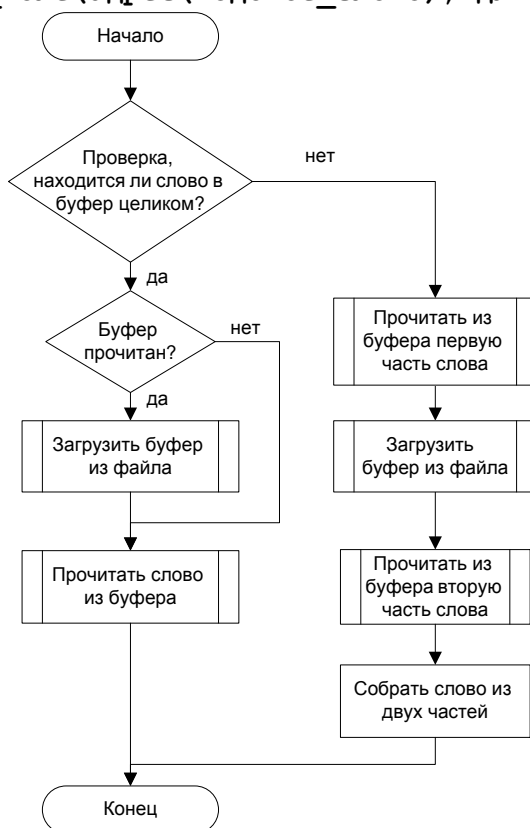 Начало
Проверка,
находится ли слово в
буфер целиком?
нет
да
Буфер
прочитан?
нет
да
Загрузить буфер
из файла
Прочитать слово
из буфера
Прочитать из
буфера первую
часть слова
Загрузить
буфер из файла
Прочитать из
буфера вторую
часть слова
Собрать слово из
двух частей
Конец